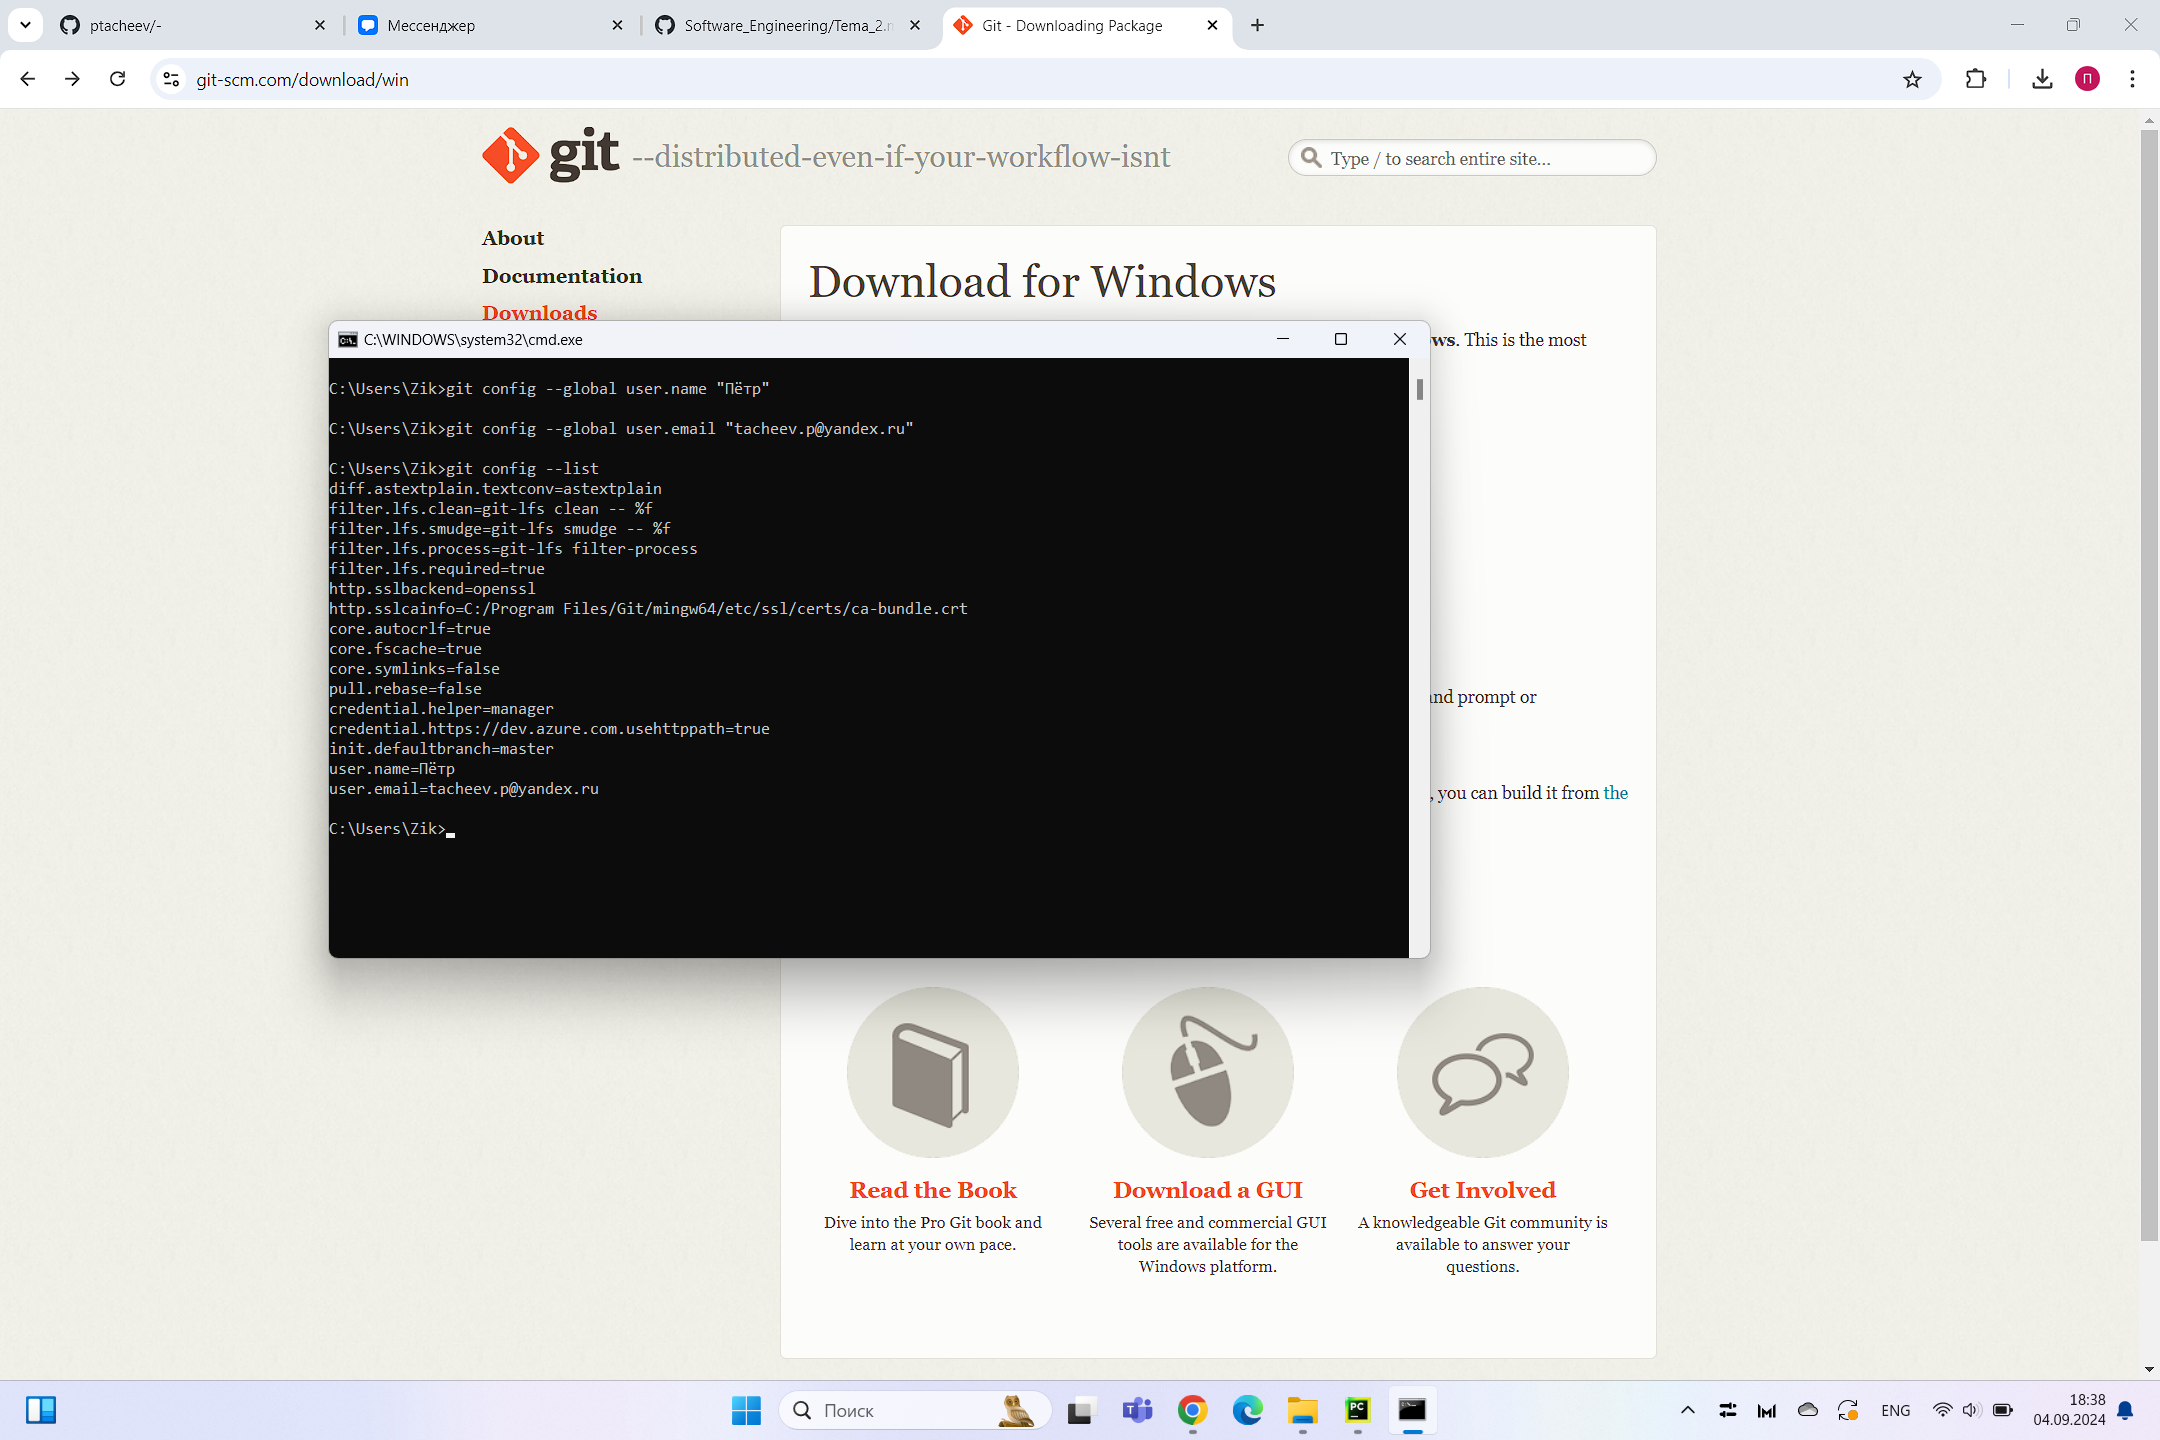 ptacheev/-
Мессенджер
Software_Engineering/Tema_2.
Git - Downloading Package
git-scm.com/download/win
П
git --distributed-even-if-your-workflow-isnt
Type / to search entire site...
About
Documentation
Downloads
Download for Windows
ws. This is the most
C:\WINDOWS\system32\cmd.exe
C:\Users\Zik>git config --global user.name "Пётр"
C:\Users\Zik>git config --global user.email "tacheev.p@yandex.ru"
C:\Users\Zik>git config --list
diff.astextplain.textconv=astextplain
filter.lfs.clean=git-lfs clean -- %f
filter.lfs.smudge=git-lfs smudge -- %f
filter.lfs.process=git-lfs filter-process
filter.lfs.required=true
http.sslbackend=openssl
http.sslcainfo=C:/Program Files/Git/mingw64/etc/ssl/certs/ca-bundle.crt
core.autocrlf=true
core.fscache=true
core.symlinks=false
pull.rebase=false
credential.helper=manager
credential.https://dev.azure.com.usehttppath=true
init.defaultbranch=master
user.name=Пётр
user.email=tacheev.p@yandex.ru
C:\Users\Zik>
and prompt or
, you can build it from the
Read the Book
Dive into the Pro Git book and
learn at your own pace.
Download a GUI
Several free and commercial GUI
tools are available for the
Windows platform.
Get Involved
A knowledgeable Git community is
available to answer your
questions.
Поиск
ENG
18:38
04.09.2024